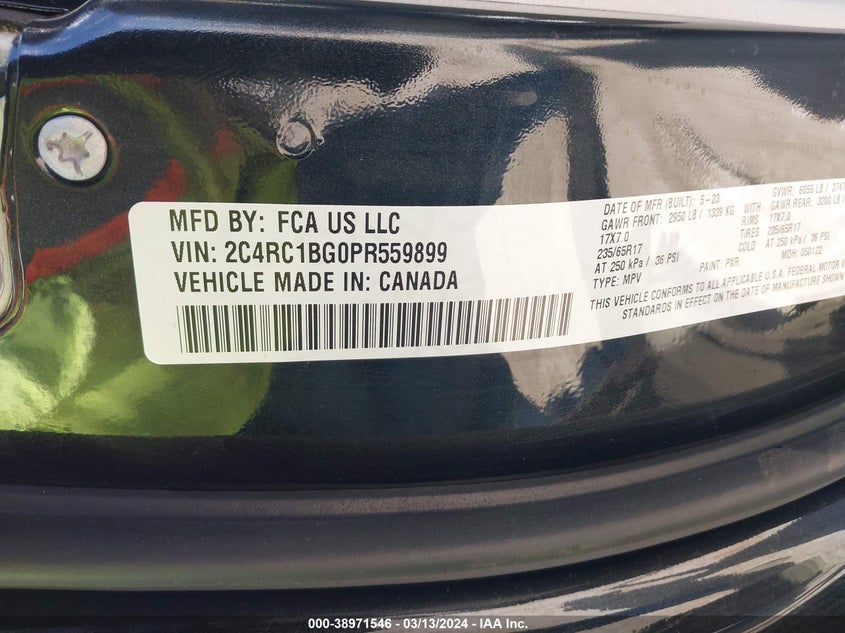 MFD BY: FCA US LLC
VIN: 2C4RC1BG0PR559899
VEHICLE MADE IN: CANADA
DATE OF MFR (BUILT): 5-23 GVWR: 6055 LB / 2747
GAWR FRONT: 2950 LB / 1339 KG WITH GAWR REAR: 3200 LB /
17X7.0 RIMS 17X7.0
235/65R17 TIRES 235/65R17
AT 250 kPa / 36 PSI AT 250 kPa / 36 PSI
TYPE: MPV PAINT: PXR MDH: 050122
THIS VEHICLE CONFORMS TO ALL APPLICABLE U.S.A. FEDERAL MOTOR
STANDARDS IN EFFECT ON THE DATE OF MANUFACTURE SHOWN
000-38971546 / 03/13/2024 - IAA Inc.